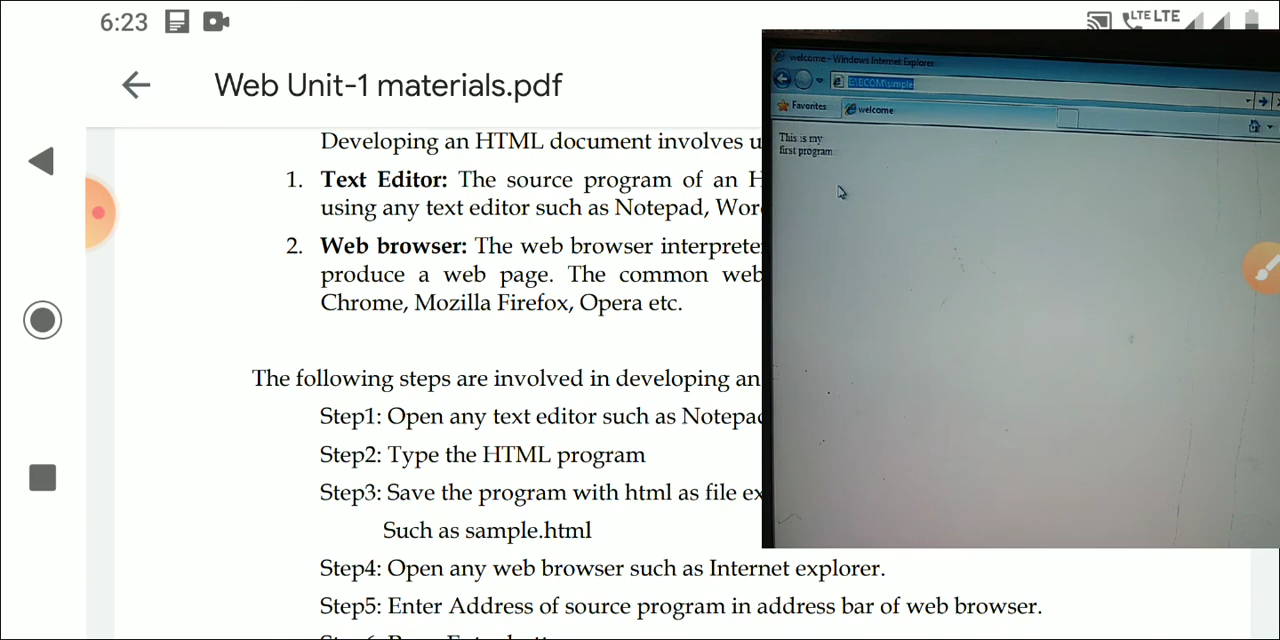 6:23
LTE LTE
Web Unit-1 materials.pdf
Developing an HTML document involves u
1. Text Editor: The source program of an H
using any text editor such as Notepad, Wor
2. Web browser: The web browser interprete
produce a web page. The common web
Chrome, Mozilla Firefox, Opera etc.
The following steps are involved in developing an
Step1: Open any text editor such as Notepad
Step2: Type the HTML program
Step3: Save the program with html as file ex
Such as sample.html
Step4: Open any web browser such as Internet explorer.
Step5: Enter Address of source program in address bar of web browser.
welcome - Windows Internet Explorer
Favorites
welcome
This is my
first program